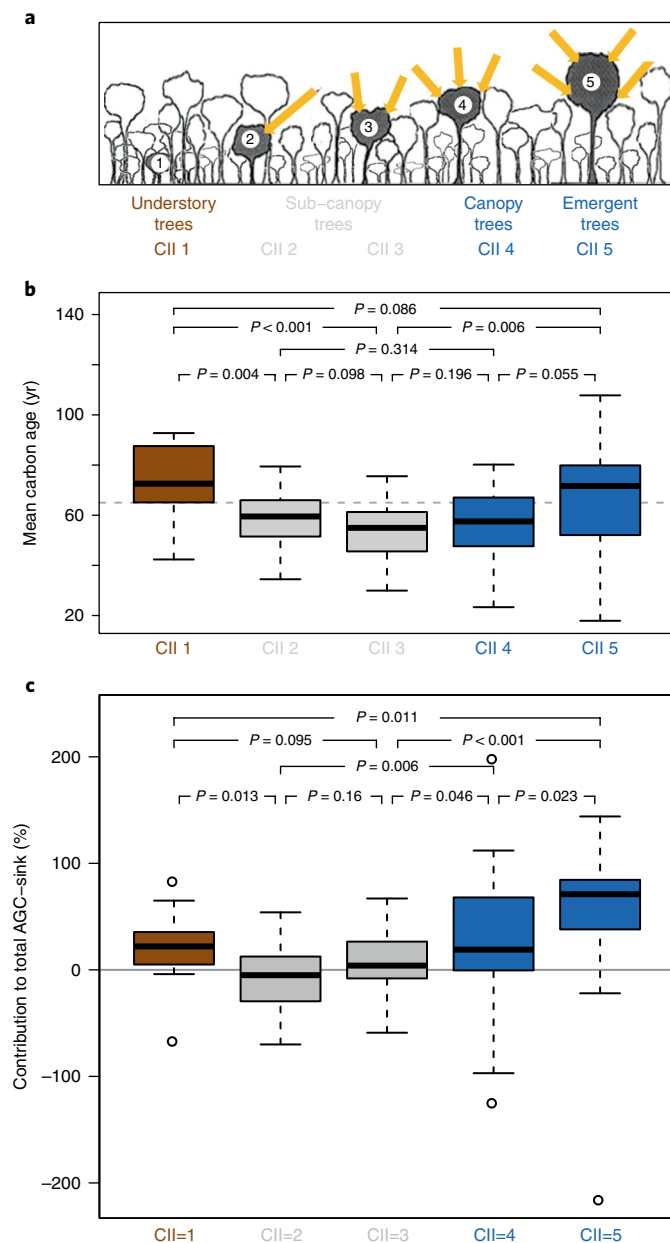 a
1
2
3
4
5
Understory trees
Sub–canopy trees
Canopy trees
Emergent trees
CII 1
CII 2
CII 3
CII 4
CII 5
b
Mean carbon age (yr)
140
100
60
20
P = 0.086
P < 0.001
P = 0.006
P = 0.314
P = 0.004
P = 0.098
P = 0.196
P = 0.055
CII 1
CII 2
CII 3
CII 4
CII 5
c
Contribution to total AGC–sink (%)
200
100
0
–100
–200
P = 0.011
P = 0.095
P < 0.001
P = 0.006
P = 0.013
P = 0.16
P = 0.046
P = 0.023
CII=1
CII=2
CII=3
CII=4
CII=5